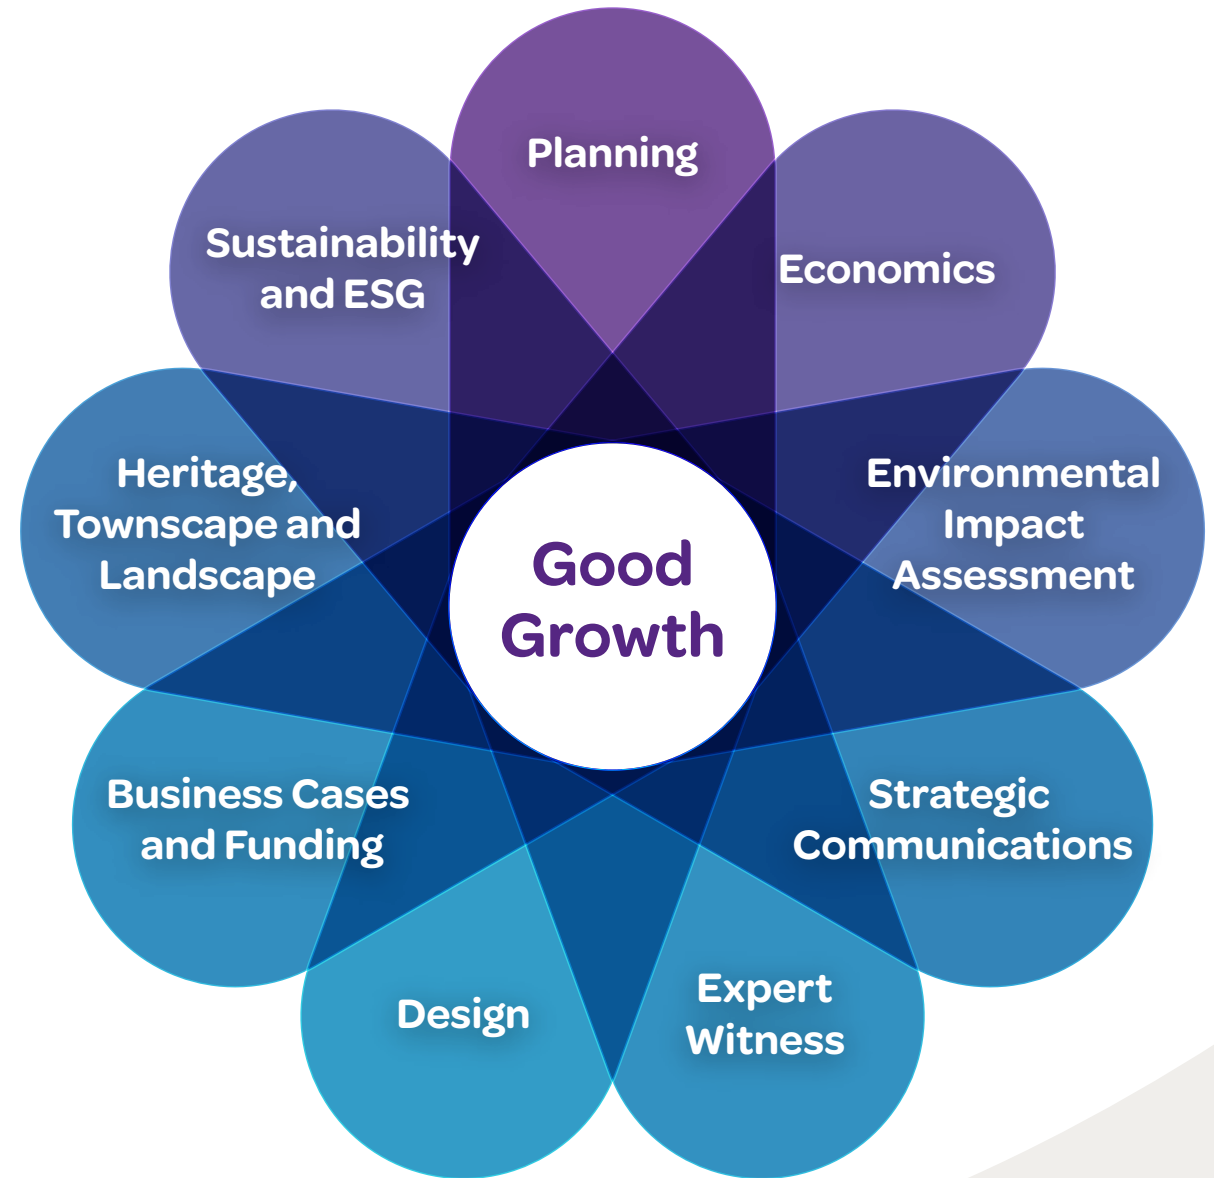 Planning
Economics
Environmental
Impact
Assessment
Strategic
Communications
Expert
Witness
Design
Business Cases
and Funding
Heritage,
Townscape and
Landscape
Sustainability
and ESG
Good
Growth